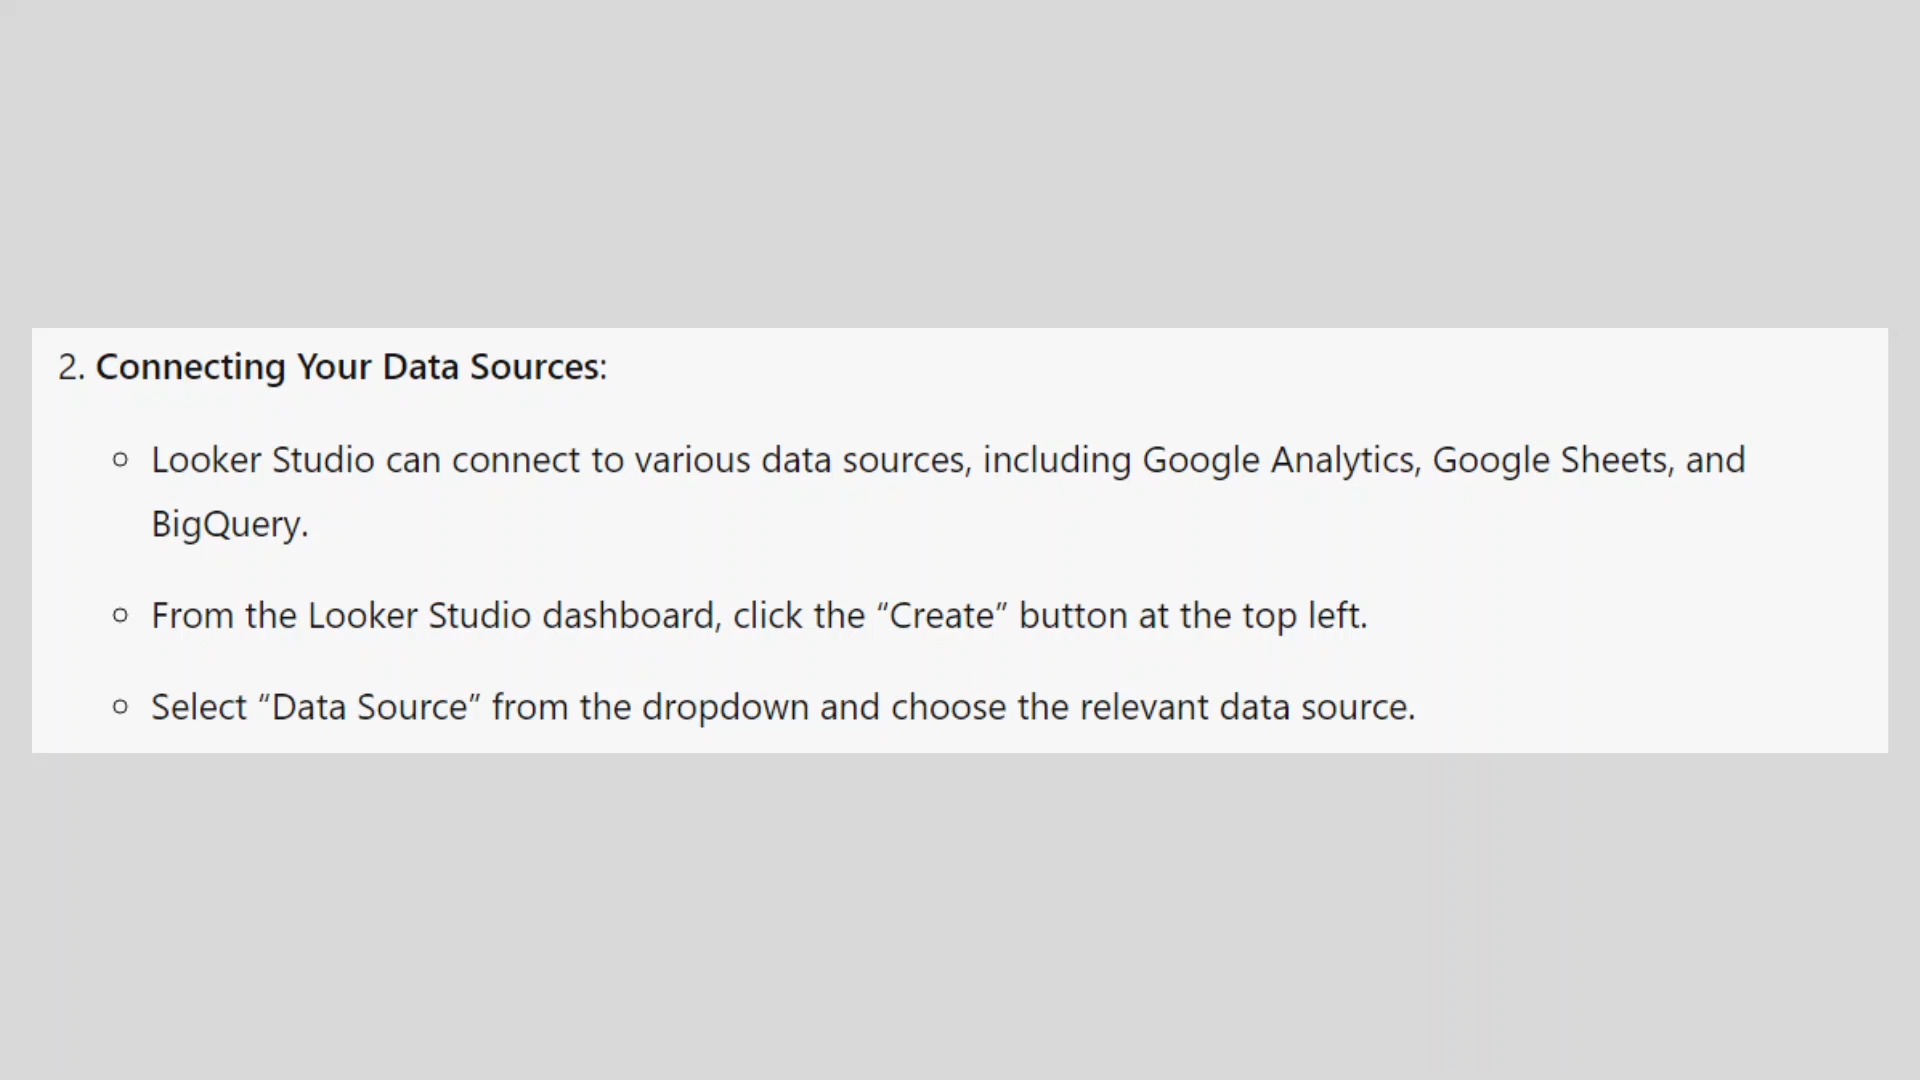 2. Connecting Your Data Sources:
○ Looker Studio can connect to various data sources, including Google Analytics, Google Sheets, and
BigQuery.
○ From the Looker Studio dashboard, click the “Create” button at the top left.
○ Select “Data Source” from the dropdown and choose the relevant data source.